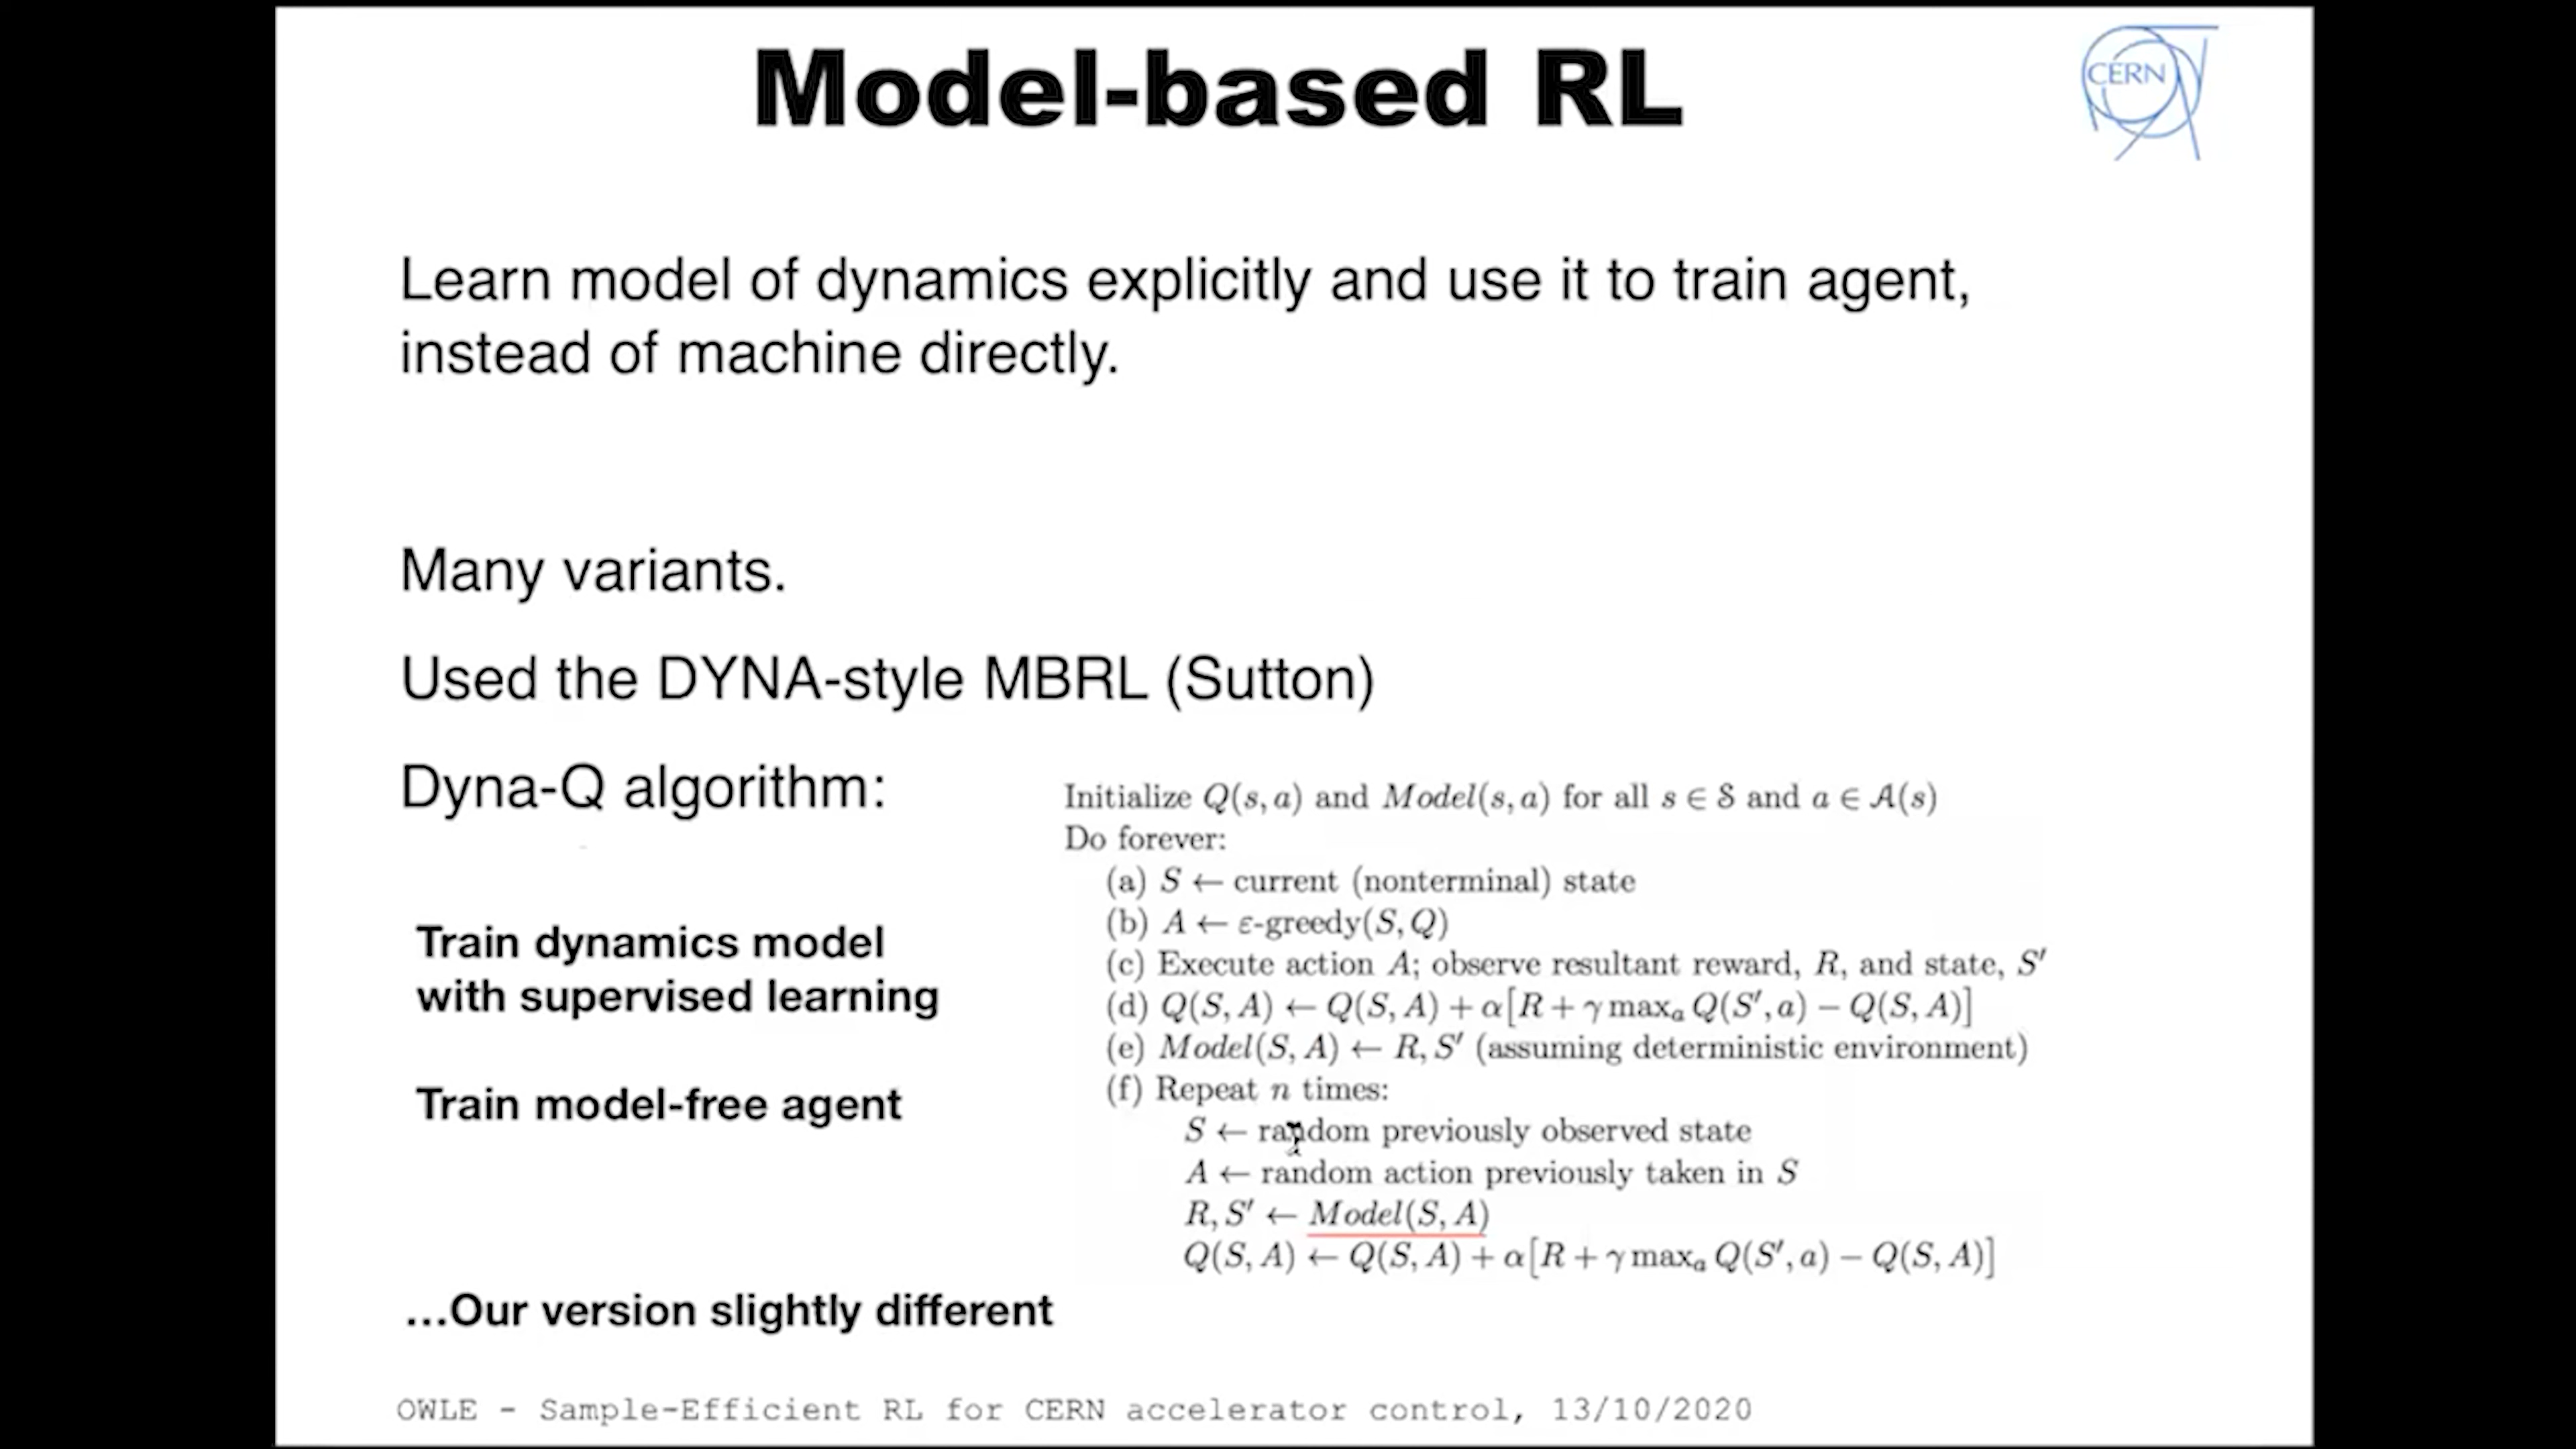 Model-based RL
CERN
Learn model of dynamics explicitly and use it to train agent,
instead of machine directly.
Many variants.
Used the DYNA-style MBRL (Sutton)
Dyna-Q algorithm:
Initialize Q(s, a) and Model(s, a) for all s ∈ S and a ∈ A(s)
Do forever:
(a) S ← current (nonterminal) state
(b) A ← ε-greedy(S, Q)
(c) Execute action A; observe resultant reward, R, and state, S′
(d) Q(S, A) ← Q(S, A) + α[R + γ maxₐ Q(S′, a) − Q(S, A)]
(e) Model(S, A) ← R, S′ (assuming deterministic environment)
(f) Repeat n times:
S ← random previously observed state
A ← random action previously taken in S
R, S′ ← Model(S, A)
Q(S, A) ← Q(S, A) + α[R + γ maxₐ Q(S′, a) − Q(S, A)]
Train dynamics model
with supervised learning
Train model-free agent
...Our version slightly different
OWLE - Sample-Efficient RL for CERN accelerator control, 13/10/2020